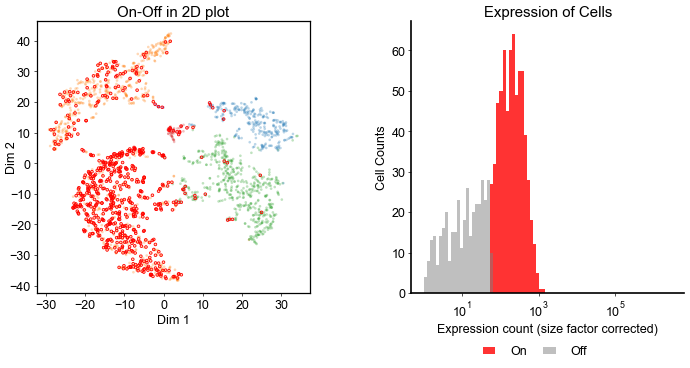 On-Off in 2D plot
Dim 2
40
30
20
10
0
−10
−20
−30
−40
−30 −20 −10 0 10 20 30
Dim 1
Expression of Cells
Cell Counts
60
50
40
30
20
10
0
10^1 10^3 10^5
Expression count (size factor corrected)
On Off